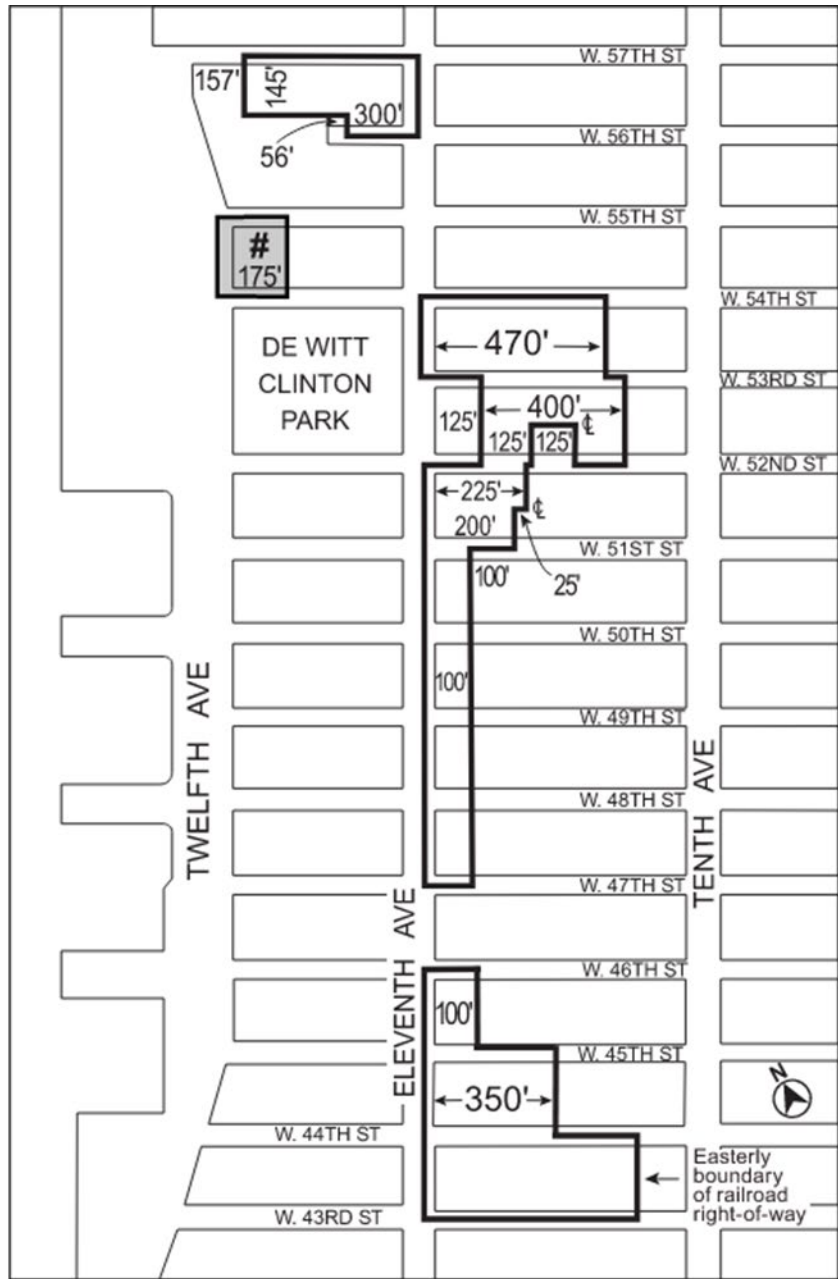 W. 57TH ST
157'
145'
300'
56'
W. 56TH ST
W. 55TH ST
#
175'
W. 54TH ST
DE WITT
CLINTON
PARK
470'
W. 53RD ST
400'
125'
℄
125'
125'
W. 52ND ST
225'
200'
℄
W. 51ST ST
100'
25'
W. 50TH ST
100'
W. 49TH ST
TWELFTH AVE
TENTH AVE
W. 48TH ST
W. 47TH ST
ELEVENTH AVE
W. 46TH ST
100'
W. 45TH ST
N
350'
W. 44TH ST
Easterly
boundary
of railroad
right-of-way
W. 43RD ST